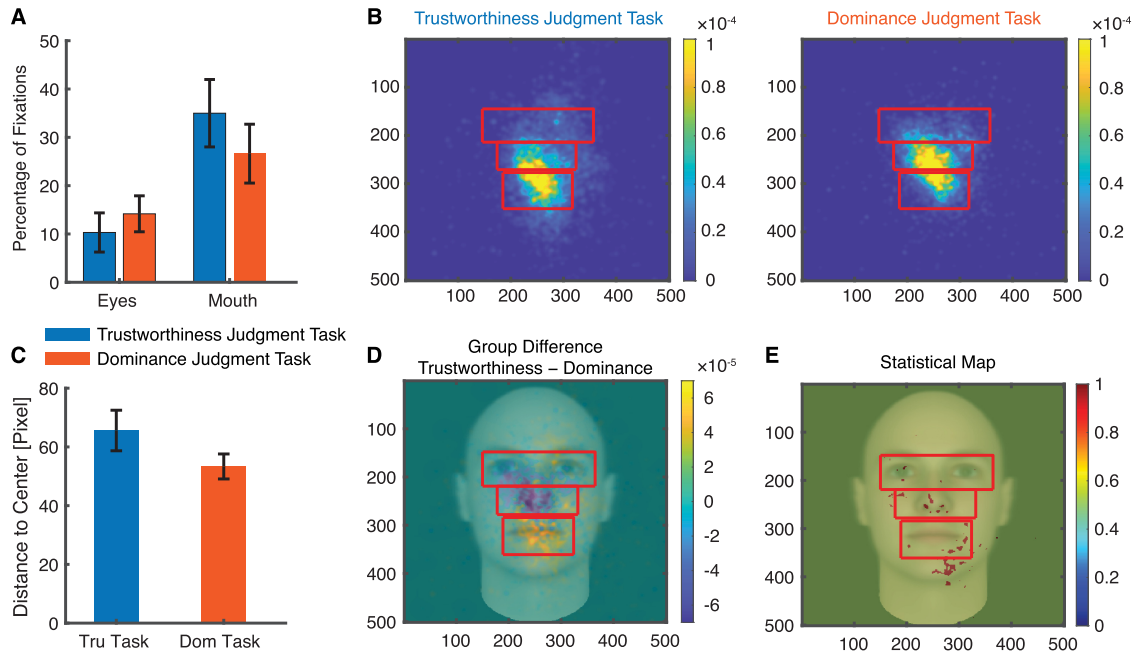 A
Percentage of Fixations
50
40
30
20
10
0
Eyes
Mouth
B
Trustworthiness Judgment Task
×10⁻⁴
1
0.8
0.6
0.4
0.2
0
100
200
300
400
500
100 200 300 400 500
Dominance Judgment Task
×10⁻⁴
1
0.8
0.6
0.4
0.2
0
100
200
300
400
500
100 200 300 400 500
Trustworthiness Judgment Task
Dominance Judgment Task
C
Distance to Center [Pixel]
80
60
40
20
0
Tru Task
Dom Task
D
Group Difference
Trustworthiness – Dominance
×10⁻⁵
6
4
2
0
-2
-4
-6
100
200
300
400
500
100 200 300 400 500
E
Statistical Map
1
0.8
0.6
0.4
0.2
0
100
200
300
400
500
100 200 300 400 500